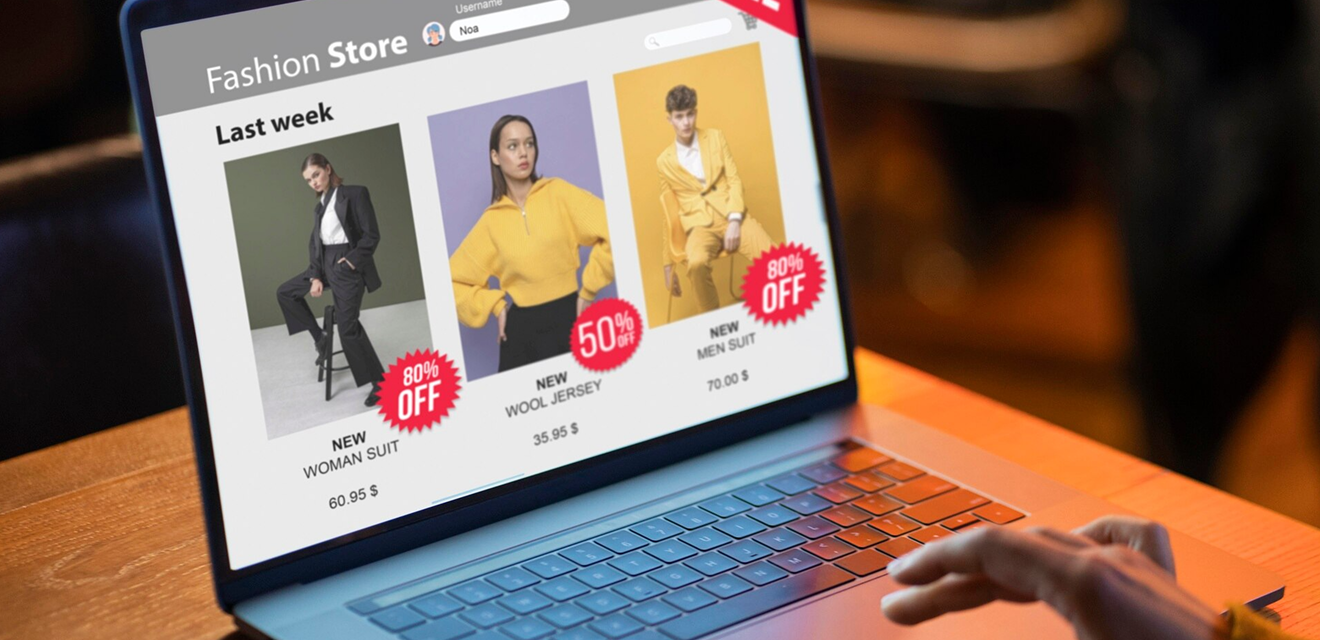 Username
Noa
Fashion Store
Last week
80%
OFF
50%
OFF
80%
OFF
NEW
WOMAN SUIT
60.95 $
NEW
WOOL JERSEY
35.95 $
NEW
MEN SUIT
70.00 $